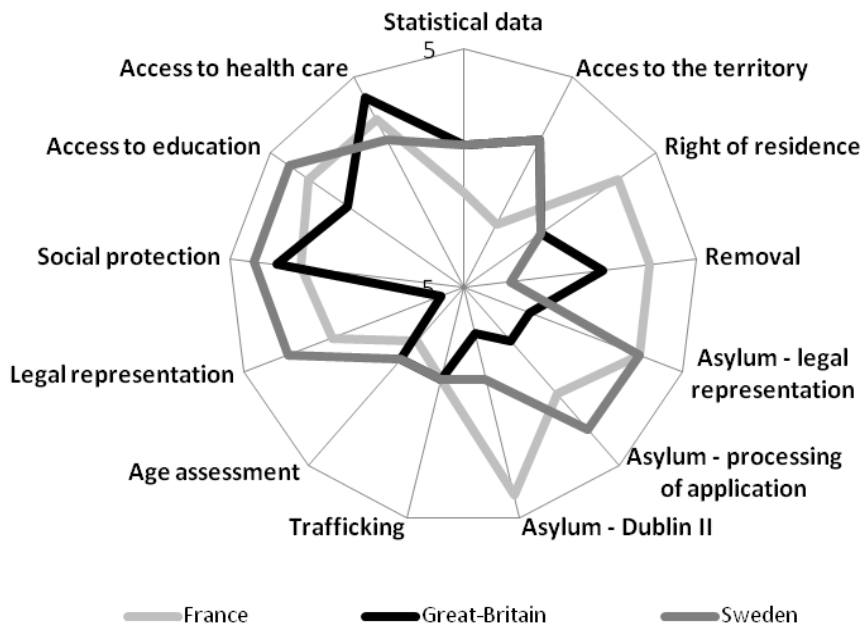 Statistical data
5
Access to health care
Acces to the territory
Access to education
Right of residence
Social protection
Removal
5
Legal representation
Asylum - legal
representation
Age assessment
Asylum - processing
of application
Trafficking
Asylum - Dublin II
France
Great-Britain
Sweden